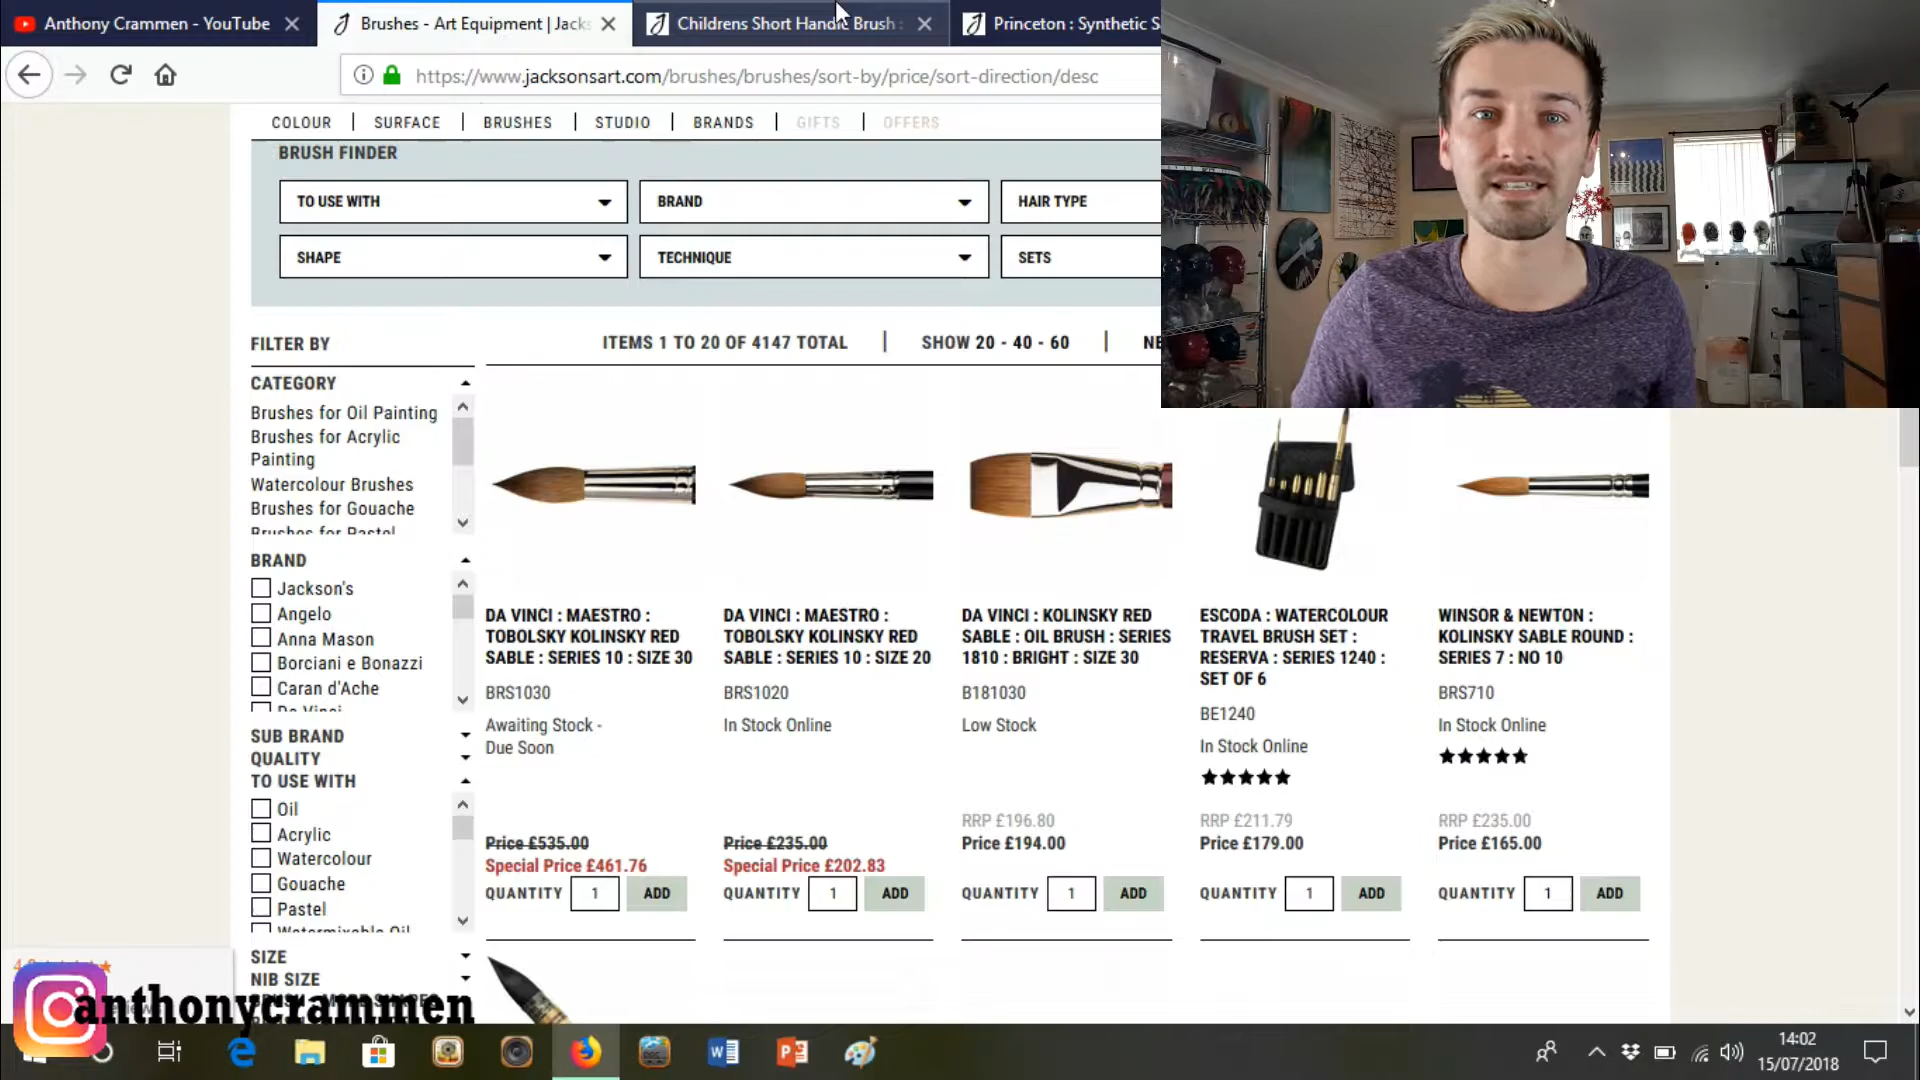 Anthony Crammen - YouTube
Brushes - Art Equipment | Jacks
Childrens Short Handle Brush :
Princeton : Synthetic S
https://www.jacksonsart.com/brushes/brushes/sort-by/price/sort-direction/desc
COLOUR | SURFACE | BRUSHES | STUDIO | BRANDS | GIFTS | OFFERS
BRUSH FINDER
TO USE WITH
BRAND
HAIR TYPE
SHAPE
TECHNIQUE
SETS
FILTER BY
ITEMS 1 TO 20 OF 4147 TOTAL | SHOW 20 - 40 - 60 | NE
CATEGORY
Brushes for Oil Painting
Brushes for Acrylic
Painting
Watercolour Brushes
Brushes for Gouache
Brushes for Pastel
BRAND
Jackson's
Angelo
Anna Mason
Borciani e Bonazzi
Caran d'Ache
Da Vinci
SUB BRAND
QUALITY
TO USE WITH
Oil
Acrylic
Watercolour
Gouache
Pastel
Watermixable Oil
SIZE
NIB SIZE
DA VINCI : MAESTRO :
TOBOLSKY KOLINSKY RED
SABLE : SERIES 10 : SIZE 30
BRS1030
Awaiting Stock -
Due Soon
Price £535.00
Special Price £461.76
QUANTITY 1 ADD
DA VINCI : MAESTRO :
TOBOLSKY KOLINSKY RED
SABLE : SERIES 10 : SIZE 20
BRS1020
In Stock Online
Price £235.00
Special Price £202.83
QUANTITY 1 ADD
DA VINCI : KOLINSKY RED
SABLE : OIL BRUSH : SERIES
1810 : BRIGHT : SIZE 30
B181030
Low Stock
RRP £196.80
Price £194.00
QUANTITY 1 ADD
ESCODA : WATERCOLOUR
TRAVEL BRUSH SET :
RESERVA : SERIES 1240 :
SET OF 6
BE1240
In Stock Online
RRP £211.79
Price £179.00
QUANTITY 1 ADD
WINSOR & NEWTON :
KOLINSKY SABLE ROUND :
SERIES 7 : NO 10
BRS710
In Stock Online
RRP £235.00
Price £165.00
QUANTITY 1 ADD
anthonycrammen
14:02
15/07/2018